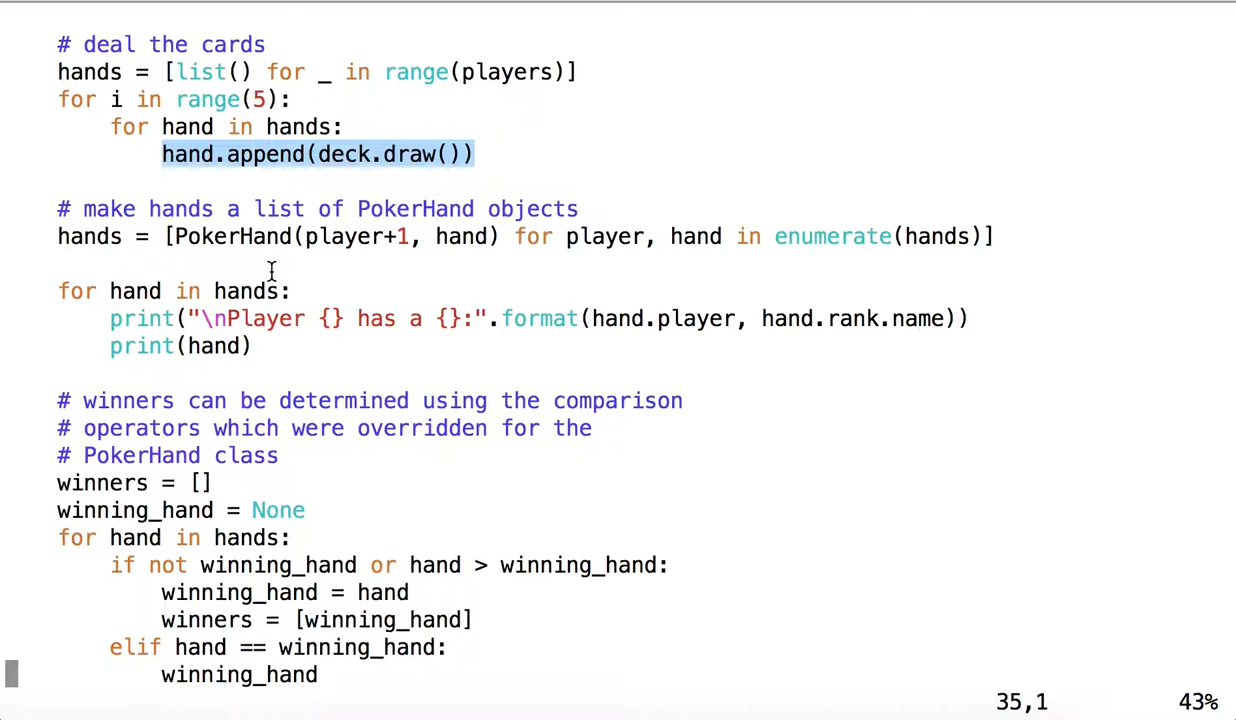 # deal the cards
hands = [list() for _ in range(players)]
for i in range(5):
    for hand in hands:
        hand.append(deck.draw())

# make hands a list of PokerHand objects
hands = [PokerHand(player+1, hand) for player, hand in enumerate(hands)]

for hand in hands:
    print("\nPlayer {} has a {}:".format(hand.player, hand.rank.name))
    print(hand)

# winners can be determined using the comparison
# operators which were overridden for the
# PokerHand class
winners = []
winning_hand = None
for hand in hands:
    if not winning_hand or hand > winning_hand:
        winning_hand = hand
        winners = [winning_hand]
    elif hand == winning_hand:
        winning_hand
35,1 43%